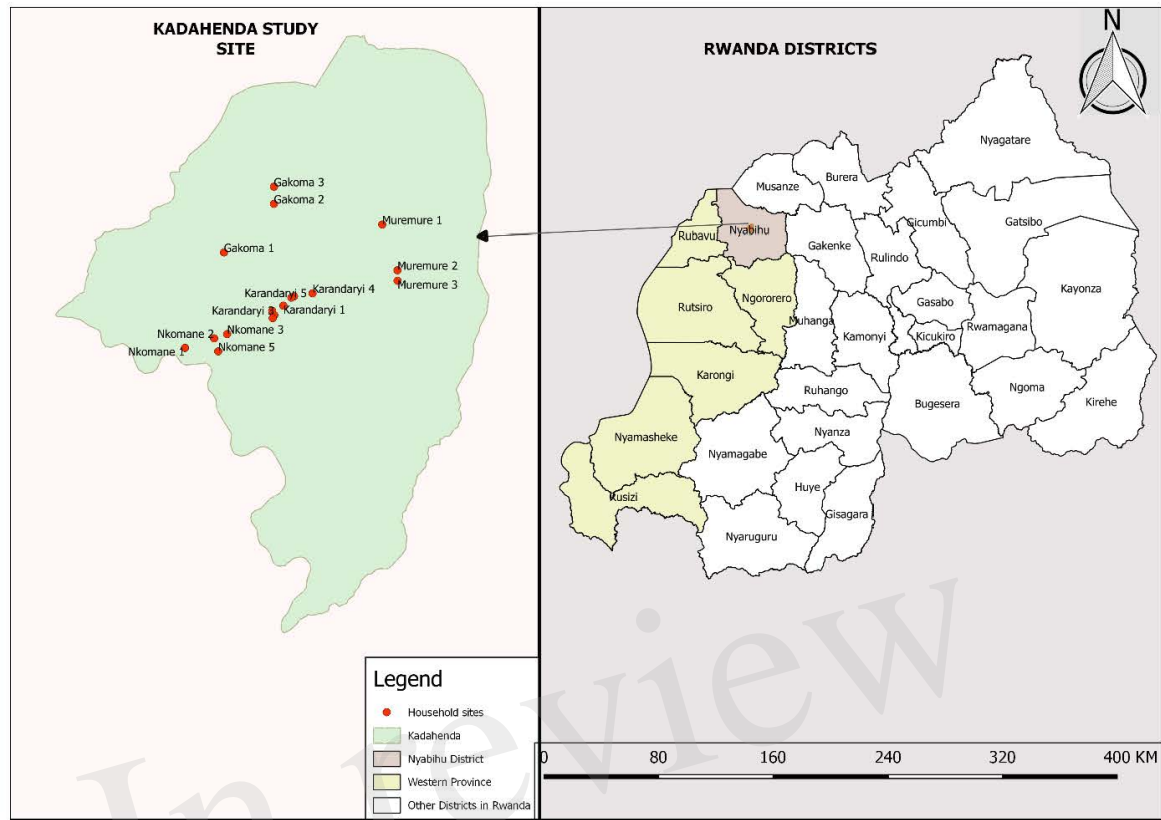 KADAHENDA STUDY
SITE
Gakoma 3
Gakoma 2
Muremure 1
Gakoma 1
Muremure 2
Muremure 3
Karandaryi 5
Karandaryi 4
Karandaryi 3
Karandaryi 1
Nkomane 2
Nkomane 3
Nkomane 1
Nkomane 5
RWANDA DISTRICTS
N
Nyagatare
Burera
Musanze
Gicumbi
Gatsibo
Rubavu
Nyabihu
Gakenke
Rulindo
Kayonza
Rutsiro
Ngororero
Gasabo
Muhanga
Kamonyi
Kicukiro
Rwamagana
Karongi
Ruhango
Bugesera
Ngoma
Kirehe
Nyamasheke
Nyamagabe
Nyanza
Huye
Kusizi
Gisagara
Nyaruguru
Legend
Household sites
Kadahenda
Nyabihu District
Western Province
Other Districts in Rwanda
0 80 160 240 320 400 KM
In review